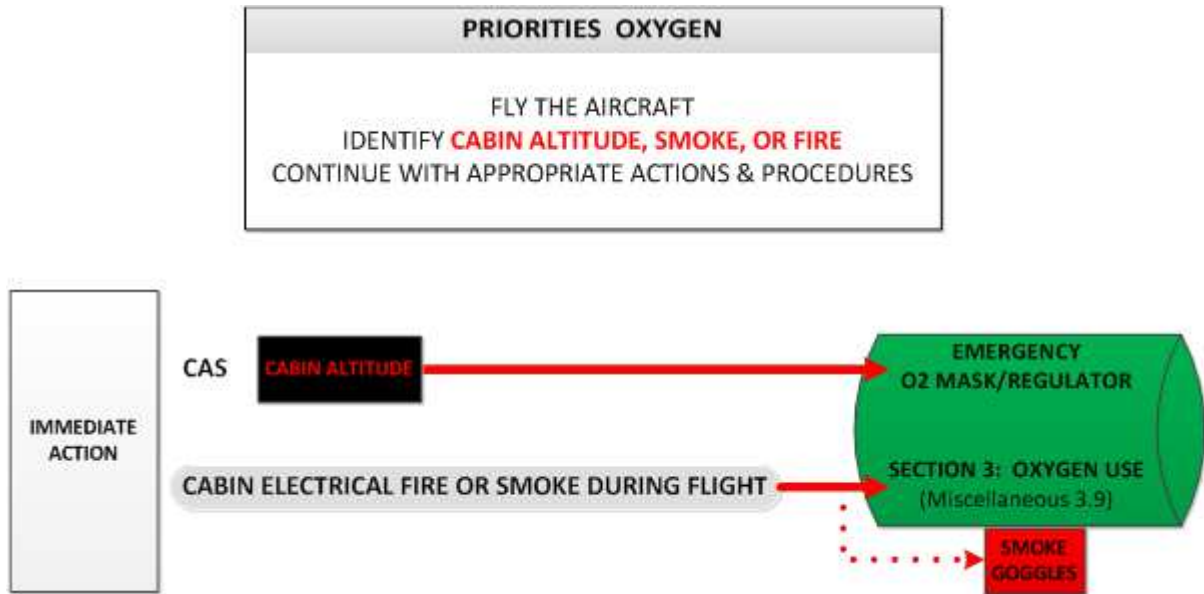 PRIORITIES OXYGEN
FLY THE AIRCRAFT
IDENTIFY CABIN ALTITUDE, SMOKE, OR FIRE
CONTINUE WITH APPROPRIATE ACTIONS & PROCEDURES
IMMEDIATE
ACTION
CAS
CABIN ALTITUDE
EMERGENCY
O2 MASK/REGULATOR
CABIN ELECTRICAL FIRE OR SMOKE DURING FLIGHT
SECTION 3: OXYGEN USE
(Miscellaneous 3.9)
SMOKE
GOGGLES